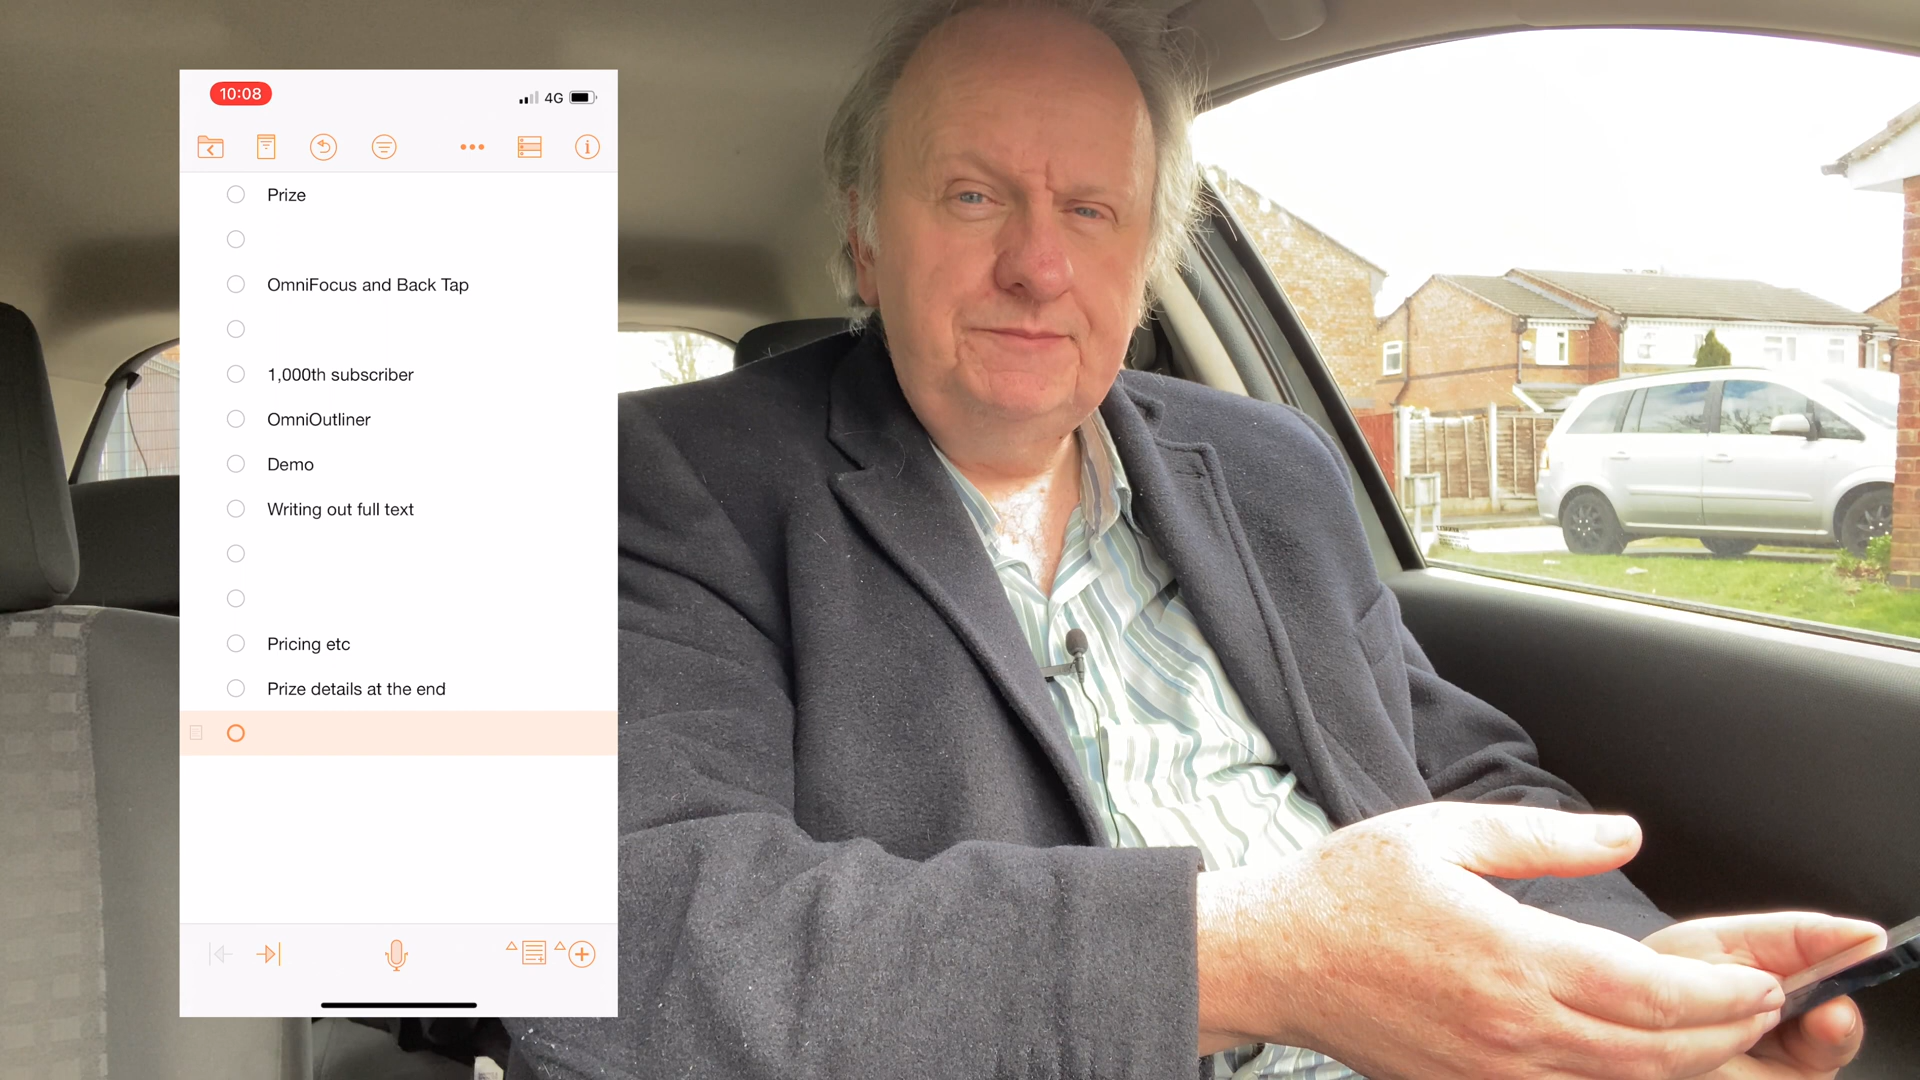 10:08
4G
Prize
OmniFocus and Back Tap
1,000th subscriber
OmniOutliner
Demo
Writing out full text
Pricing etc
Prize details at the end